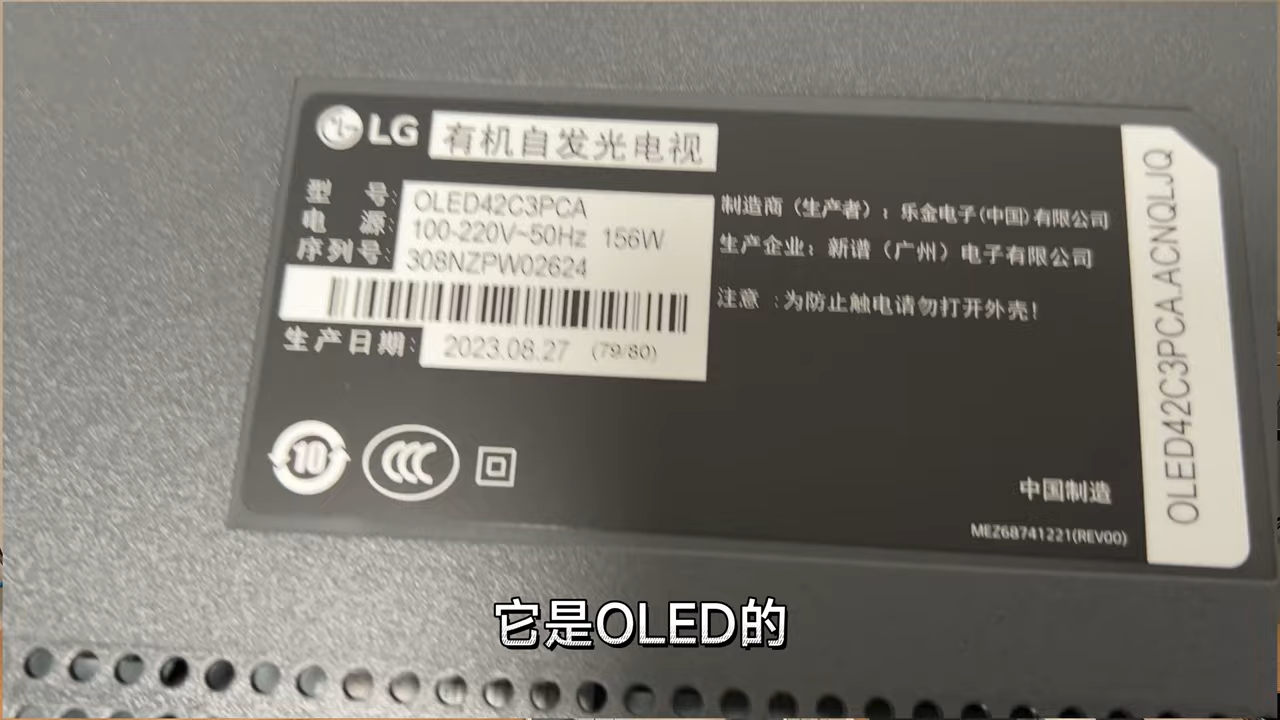 LG 有机自发光电视
型 号: OLED42C3PCA
电 源: 100-220V~50Hz 156W
序列号: 308NZPW02624
生产日期: 2023.08.27 (79/80)
制造商（生产者）: 乐金电子(中国)有限公司
生产企业: 新谱（广州）电子有限公司
注意 :为防止触电请勿打开外壳!
10
CCC
中国制造
MEZ68741221(REV00)
OLED42C3PCA.ACNQLJQ
它是OLED的